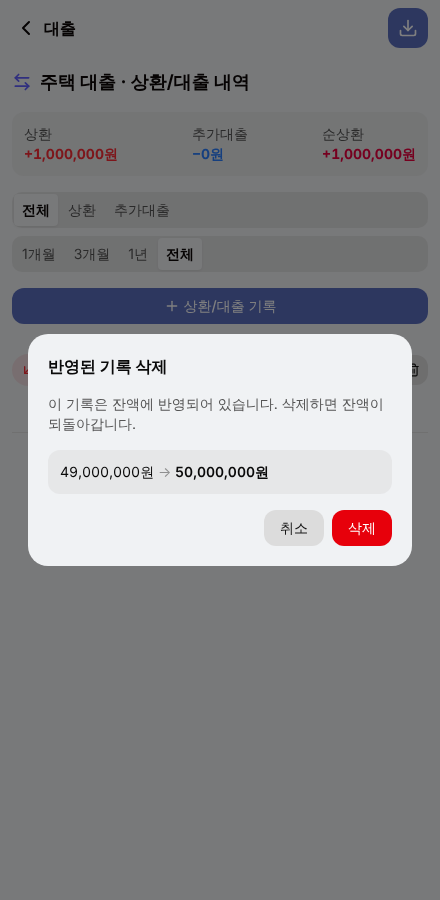 대출
주택 대출 · 상환/대출 내역
상환 추가대출 순상환
+1,000,000원 −0원 +1,000,000원
전체 상환 추가대출
1개월 3개월 1년 전체
+ 상환/대출 기록
반영된 기록 삭제
이 기록은 잔액에 반영되어 있습니다. 삭제하면 잔액이
되돌아갑니다.
49,000,000원 → 50,000,000원
취소 삭제